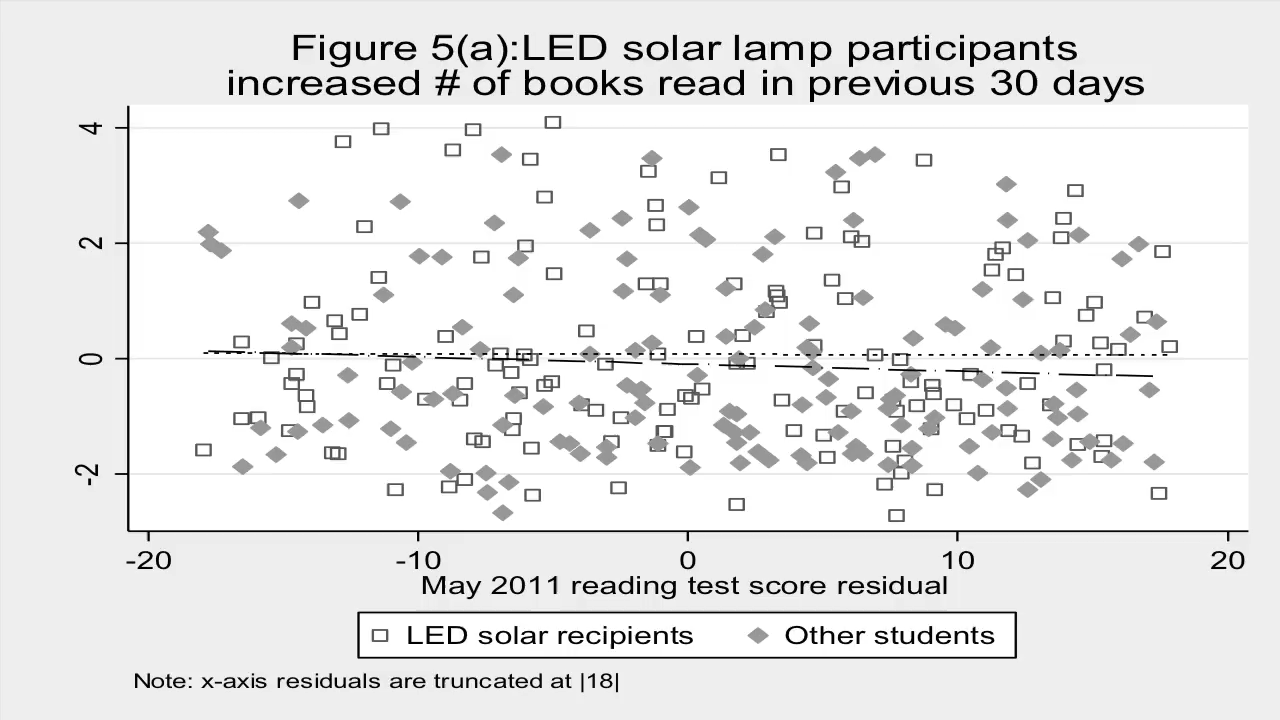 Figure 5(a):LED solar lamp participants
increased # of books read in previous 30 days
4
2
0
-2
-20 -10 0 10 20
May 2011 reading test score residual
LED solar recipients Other students
Note: x-axis residuals are truncated at |18|